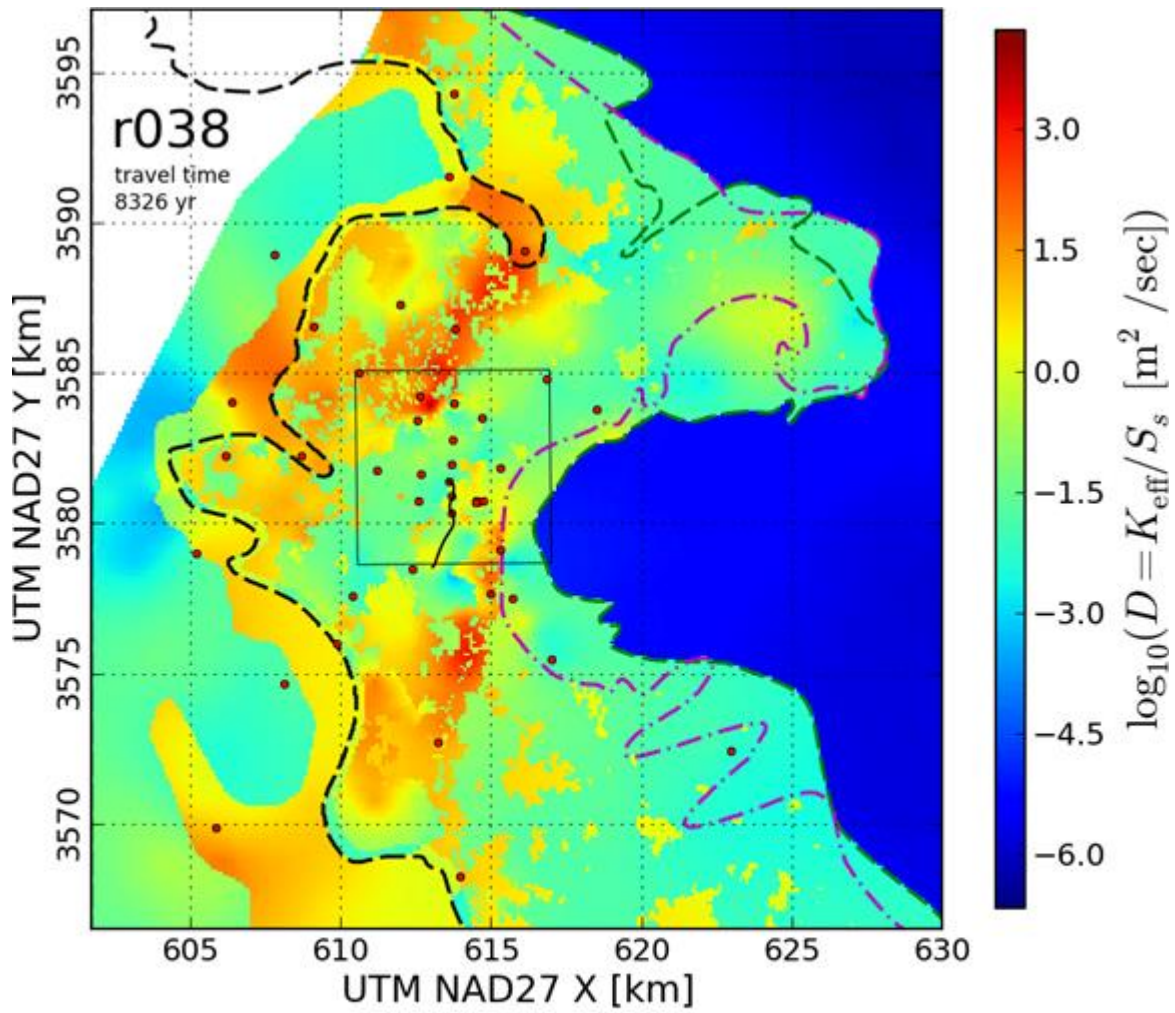 r038
travel time
8326 yr
3595
3590
3585
3580
3575
3570
UTM NAD27 Y [km]
605 610 615 620 625 630
UTM NAD27 X [km]
3.0
1.5
0.0
−1.5
−3.0
−4.5
−6.0
log₁₀(D = K_eff/S_s [m² /sec])